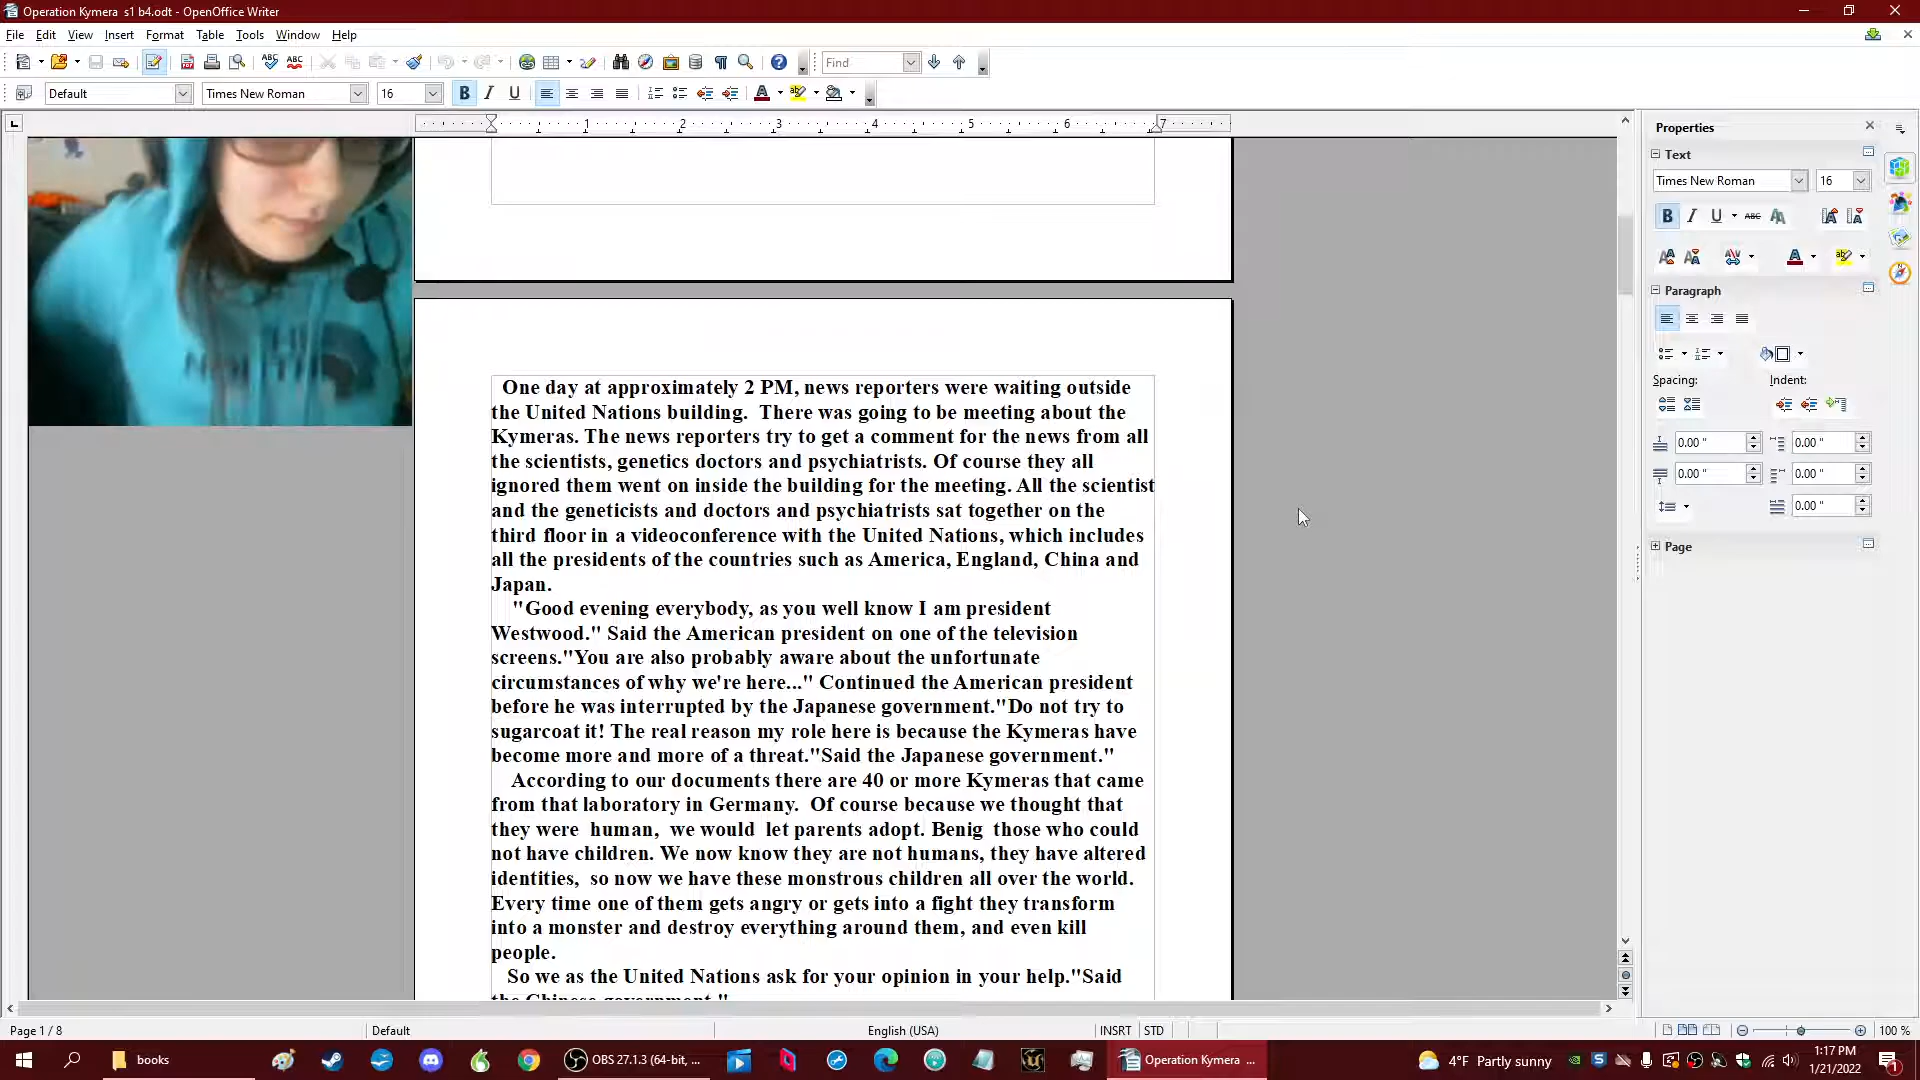 Operation Kymera  s1 b4.odt - OpenOffice Writer
File Edit View Insert Format Table Tools Window Help
Find
Default Times New Roman 16
1 2 3 4 5 6 7
Properties
Text
Times New Roman 16
Paragraph
Spacing: Indent:
0.00 " 0.00 "
0.00 " 0.00 "
0.00 "
Page
One day at approximately 2 PM, news reporters were waiting outside
the United Nations building.  There was going to be meeting about the
Kymeras. The news reporters try to get a comment for the news from all
the scientists, genetics doctors and psychiatrists. Of course they all
ignored them went on inside the building for the meeting. All the scientist
and the geneticists and doctors and psychiatrists sat together on the
third floor in a videoconference with the United Nations, which includes
all the presidents of the countries such as America, England, China and
Japan.
"Good evening everybody, as you well know I am president
Westwood." Said the American president on one of the television
screens."You are also probably aware about the unfortunate
circumstances of why we're here..." Continued the American president
before he was interrupted by the Japanese government."Do not try to
sugarcoat it! The real reason my role here is because the Kymeras have
become more and more of a threat."Said the Japanese government."
According to our documents there are 40 or more Kymeras that came
from that laboratory in Germany.  Of course because we thought that
they were  human,  we would  let parents adopt. Benig  those who could
not have children. We now know they are not humans, they have altered
identities,  so now we have these monstrous children all over the world.
Every time one of them gets angry or gets into a fight they transform
into a monster and destroy everything around them, and even kill
people.
So we as the United Nations ask for your opinion in your help."Said
the Chinese government."
Page 1 / 8 Default English (USA) INSRT STD 100 %
books OBS 27.1.3 (64-bit, ... Operation Kymera ... 4°F Partly sunny 1:17 PM
1/21/2022